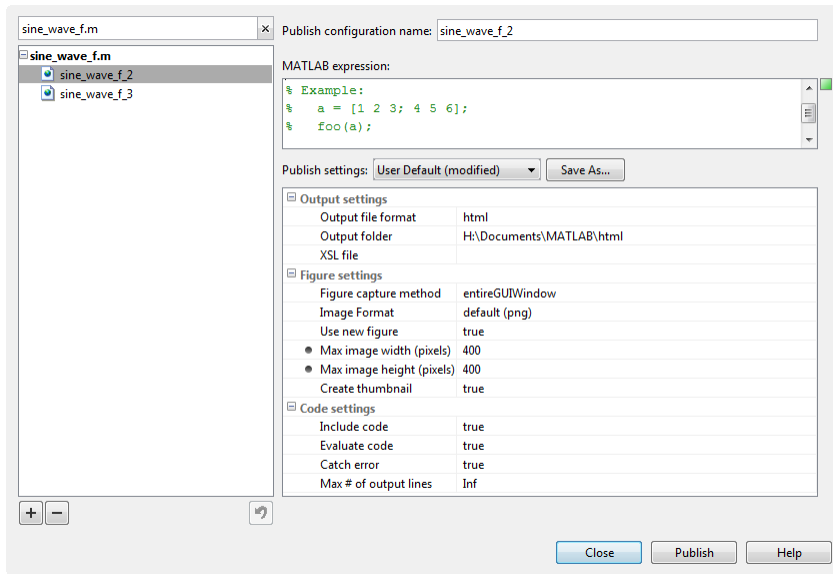 sine_wave_f.m
Publish configuration name: sine_wave_f_2
sine_wave_f.m
sine_wave_f_2
sine_wave_f_3
MATLAB expression:
% Example:
%   a = [1 2 3; 4 5 6];
%   foo(a);
Publish settings: User Default (modified) Save As...
Output settings
Output file format html
Output folder H:\Documents\MATLAB\html
XSL file
Figure settings
Figure capture method entireGUIWindow
Image Format default (png)
Use new figure true
Max image width (pixels) 400
Max image height (pixels) 400
Create thumbnail true
Code settings
Include code true
Evaluate code true
Catch error true
Max # of output lines Inf
Close Publish Help